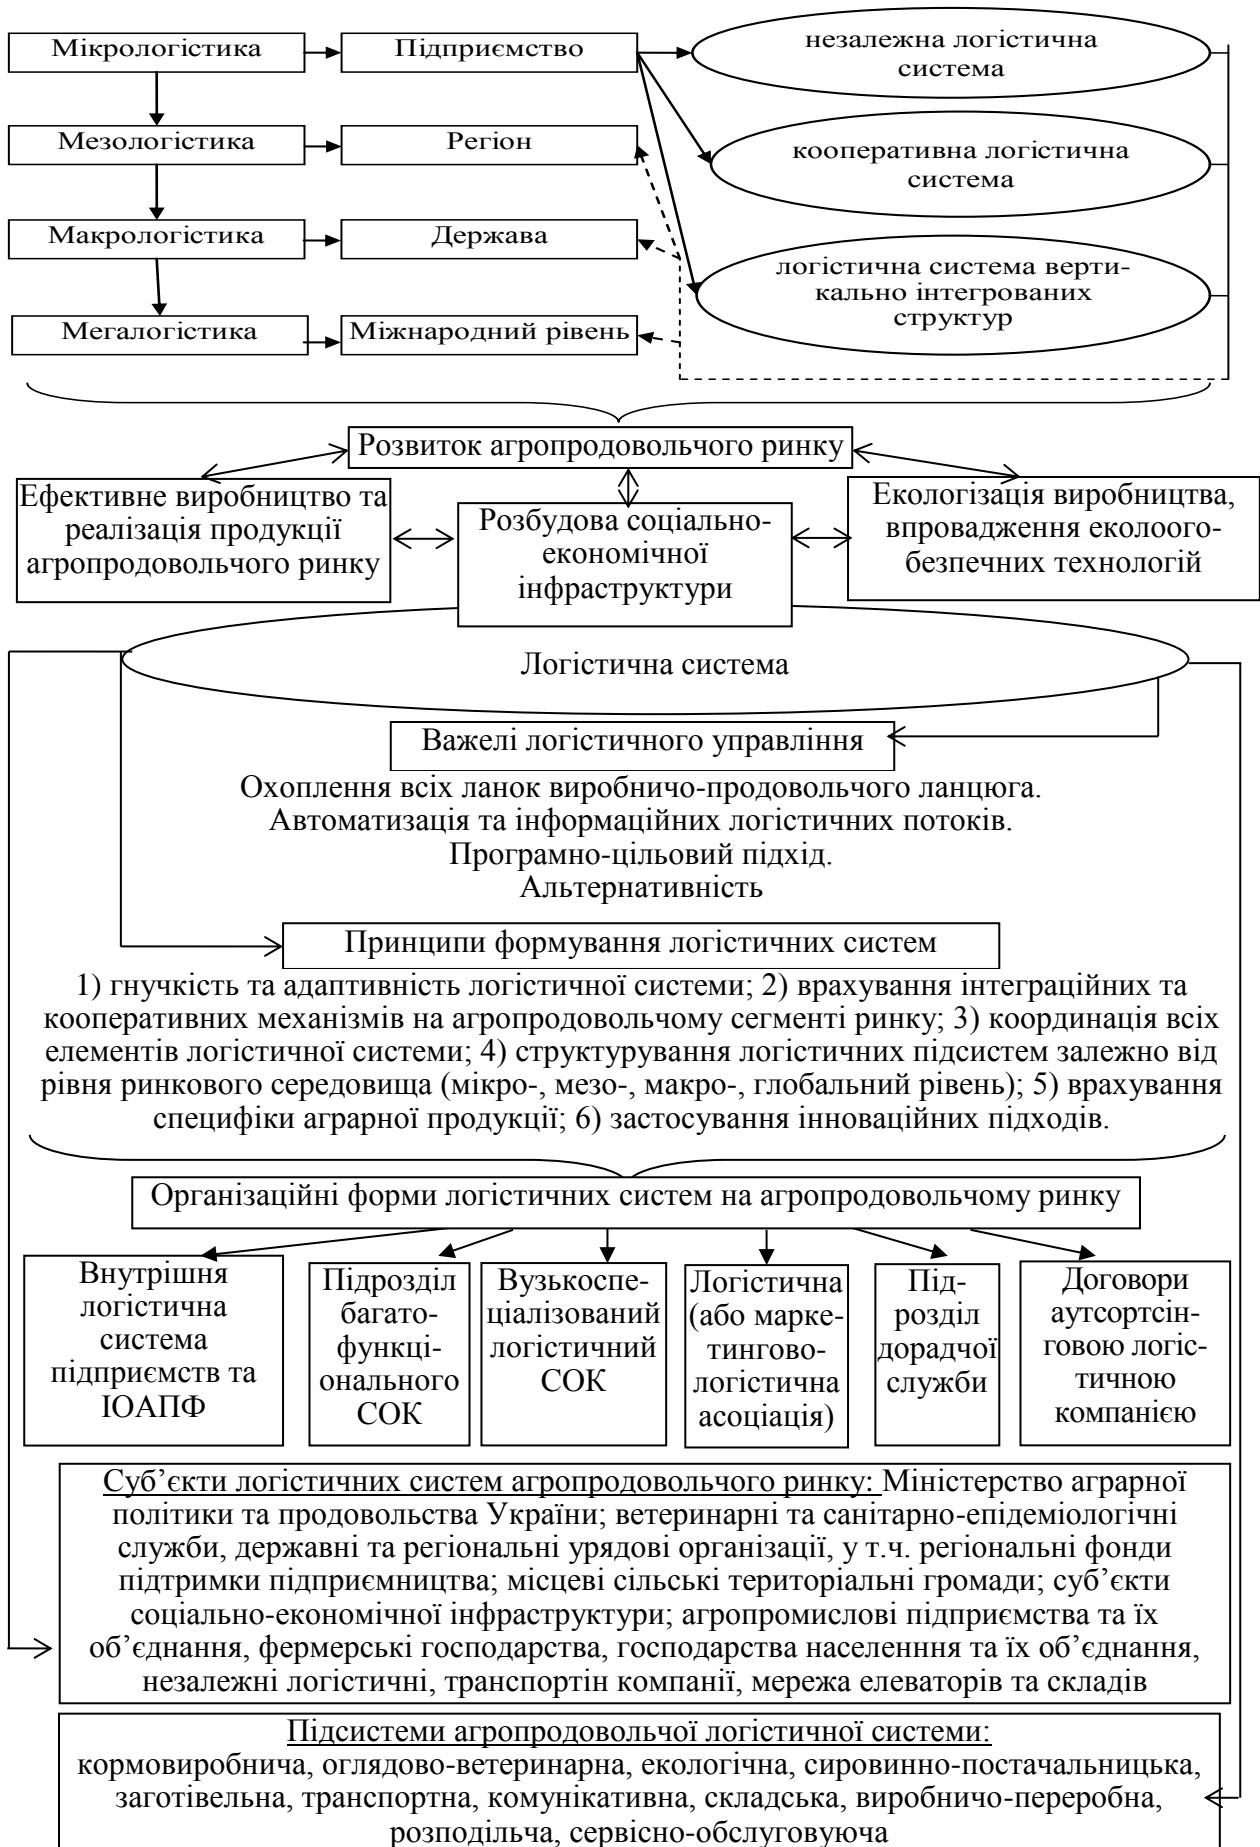 Мікрологістика
Підприємство
незалежна логістична
система
Мезологістика
Регіон
кооперативна логістична
система
Макрологістика
Держава
логістична система верти-
кально інтегрованих
структур
Мегалогістика
Міжнародний рівень
Розвиток агропродовольчого ринку
Ефективне виробництво та
реалізація продукції
агропродовольчого ринку
Розбудова соціально-
економічної
інфраструктури
Екологізація виробництва,
впровадження екологого-
безпечних технологій
Логістична система
Важелі логістичного управління
Охоплення всіх ланок виробничо-продовольчого ланцюга.
Автоматизація та інформаційних логістичних потоків.
Програмно-цільовий підхід.
Альтернативність
Принципи формування логістичних систем
1) гнучкість та адаптивність логістичної системи; 2) врахування інтеграційних та
кооперативних механізмів на агропродовольчому сегменті ринку; 3) координація всіх
елементів логістичної системи; 4) структурування логістичних підсистем залежно від
рівня ринкового середовища (мікро-, мезо-, макро-, глобальний рівень); 5) врахування
специфіки аграрної продукції; 6) застосування інноваційних підходів.
Організаційні форми логістичних систем на агропродовольчому ринку
Внутрішня
логістична
система
підприємств та
ІОАПФ
Підрозділ
багато-
функці-
онального
СОК
Вузькоспе-
ціалізований
логістичний
СОК
Логістична
(або марке-
тингово-
логістична
асоціація)
Під-
розділ
дорадчої
служби
Договори
аутсортсін-
говою логіс-
тичною
компанією
Суб’єкти логістичних систем агропродовольчого ринку: Міністерство аграрної
політики та продовольства України; ветеринарні та санітарно-епідеміологічні
служби, державні та регіональні урядові організації, у т.ч. регіональні фонди
підтримки підприємництва; місцеві сільські територіальні громади; суб’єкти
соціально-економічної інфраструктури; агропромислові підприємства та їх
об’єднання, фермерські господарства, господарства населенння та їх об’єднання,
незалежні логістичні, транспортін компанії, мережа елеваторів та складів
Підсистеми агропродовольчої логістичної системи:
кормовиробнича, оглядово-ветеринарна, екологічна, сировинно-постачальницька,
заготівельна, транспортна, комунікативна, складська, виробничо-переробна,
розподільча, сервісно-обслуговуюча